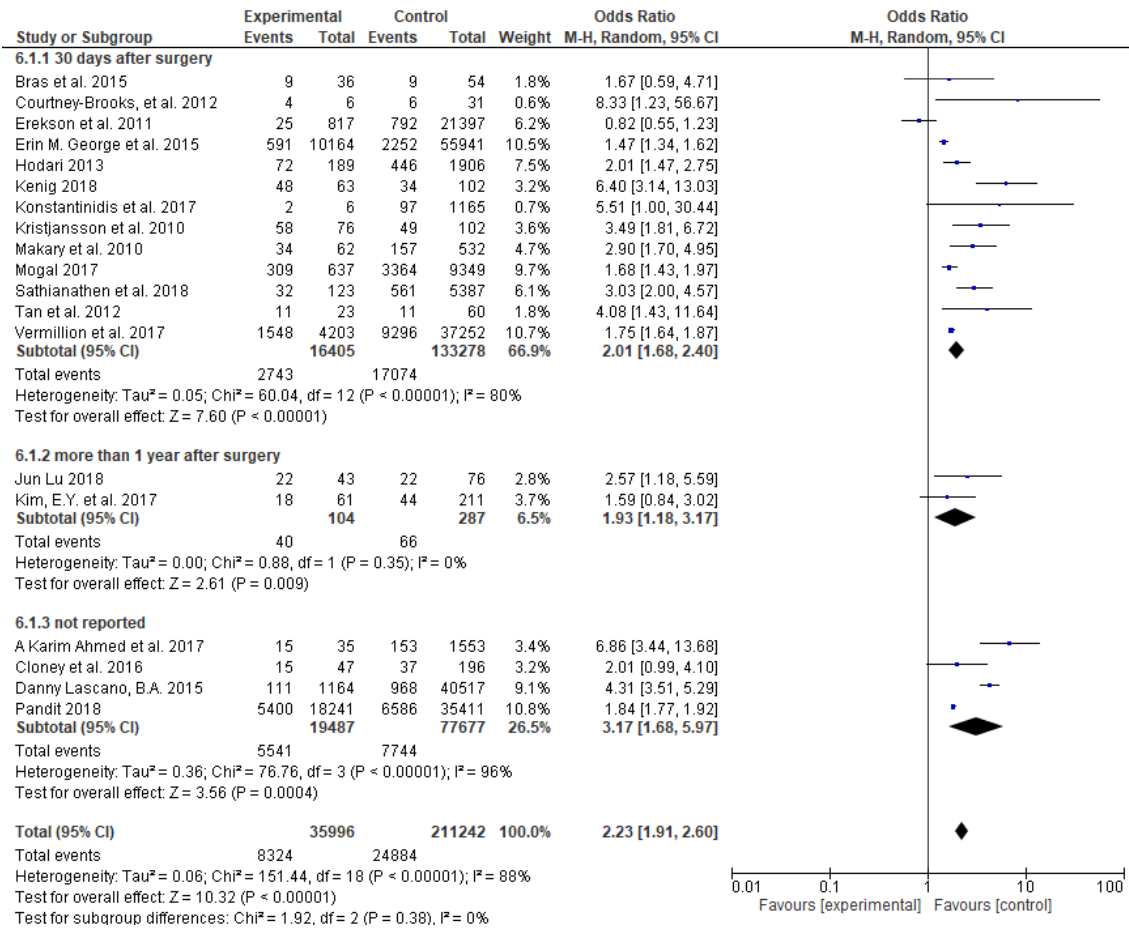 Experimental Control Odds Ratio Odds Ratio
Study or Subgroup Events Total Events Total Weight M-H, Random, 95% CI M-H, Random, 95% CI
6.1.1 30 days after surgery
Bras et al. 2015 9 36 9 54 1.8% 1.67 [0.59, 4.71]
Courtney-Brooks, et al. 2012 4 6 6 31 0.6% 8.33 [1.23, 56.67]
Erekson et al. 2011 25 817 792 21397 6.2% 0.82 [0.55, 1.23]
Erin M. George et al. 2015 591 10164 2252 55941 10.5% 1.47 [1.34, 1.62]
Hodari 2013 72 189 446 1906 7.5% 2.01 [1.47, 2.75]
Kenig 2018 48 63 34 102 3.2% 6.40 [3.14, 13.03]
Konstantinidis et al. 2017 2 6 97 1165 0.7% 5.51 [1.00, 30.44]
Kristjansson et al. 2010 58 76 49 102 3.6% 3.49 [1.81, 6.72]
Makary et al. 2010 34 62 157 532 4.7% 2.90 [1.70, 4.95]
Mogal 2017 309 637 3364 9349 9.7% 1.68 [1.43, 1.97]
Sathianathen et al. 2018 32 123 561 5387 6.1% 3.03 [2.00, 4.57]
Tan et al. 2012 11 23 11 60 1.8% 4.08 [1.43, 11.64]
Vermillion et al. 2017 1548 4203 9296 37252 10.7% 1.75 [1.64, 1.87]
Subtotal (95% CI) 16405 133278 66.9% 2.01 [1.68, 2.40]
Total events 2743 17074
Heterogeneity: Tau² = 0.05; Chi² = 60.04, df = 12 (P < 0.00001); I² = 80%
Test for overall effect: Z = 7.60 (P < 0.00001)
6.1.2 more than 1 year after surgery
Jun Lu 2018 22 43 22 76 2.8% 2.57 [1.18, 5.59]
Kim, E.Y. et al. 2017 18 61 44 211 3.7% 1.59 [0.84, 3.02]
Subtotal (95% CI) 104 287 6.5% 1.93 [1.18, 3.17]
Total events 40 66
Heterogeneity: Tau² = 0.00; Chi² = 0.88, df = 1 (P = 0.35); I² = 0%
Test for overall effect: Z = 2.61 (P = 0.009)
6.1.3 not reported
A Karim Ahmed et al. 2017 15 35 153 1553 3.4% 6.86 [3.44, 13.68]
Cloney et al. 2016 15 47 37 196 3.2% 2.01 [0.99, 4.10]
Danny Lascano, B.A. 2015 111 1164 968 40517 9.1% 4.31 [3.51, 5.29]
Pandit 2018 5400 18241 6586 35411 10.8% 1.84 [1.77, 1.92]
Subtotal (95% CI) 19487 77677 26.5% 3.17 [1.68, 5.97]
Total events 5541 7744
Heterogeneity: Tau² = 0.36; Chi² = 76.76, df = 3 (P < 0.00001); I² = 96%
Test for overall effect: Z = 3.56 (P = 0.0004)
Total (95% CI) 35996 211242 100.0% 2.23 [1.91, 2.60]
Total events 8324 24884
Heterogeneity: Tau² = 0.06; Chi² = 151.44, df = 18 (P < 0.00001); I² = 88%
Test for overall effect: Z = 10.32 (P < 0.00001)
Test for subgroup differences: Chi² = 1.92, df = 2 (P = 0.38), I² = 0%
0.01 0.1 1 10 100
Favours [experimental] Favours [control]